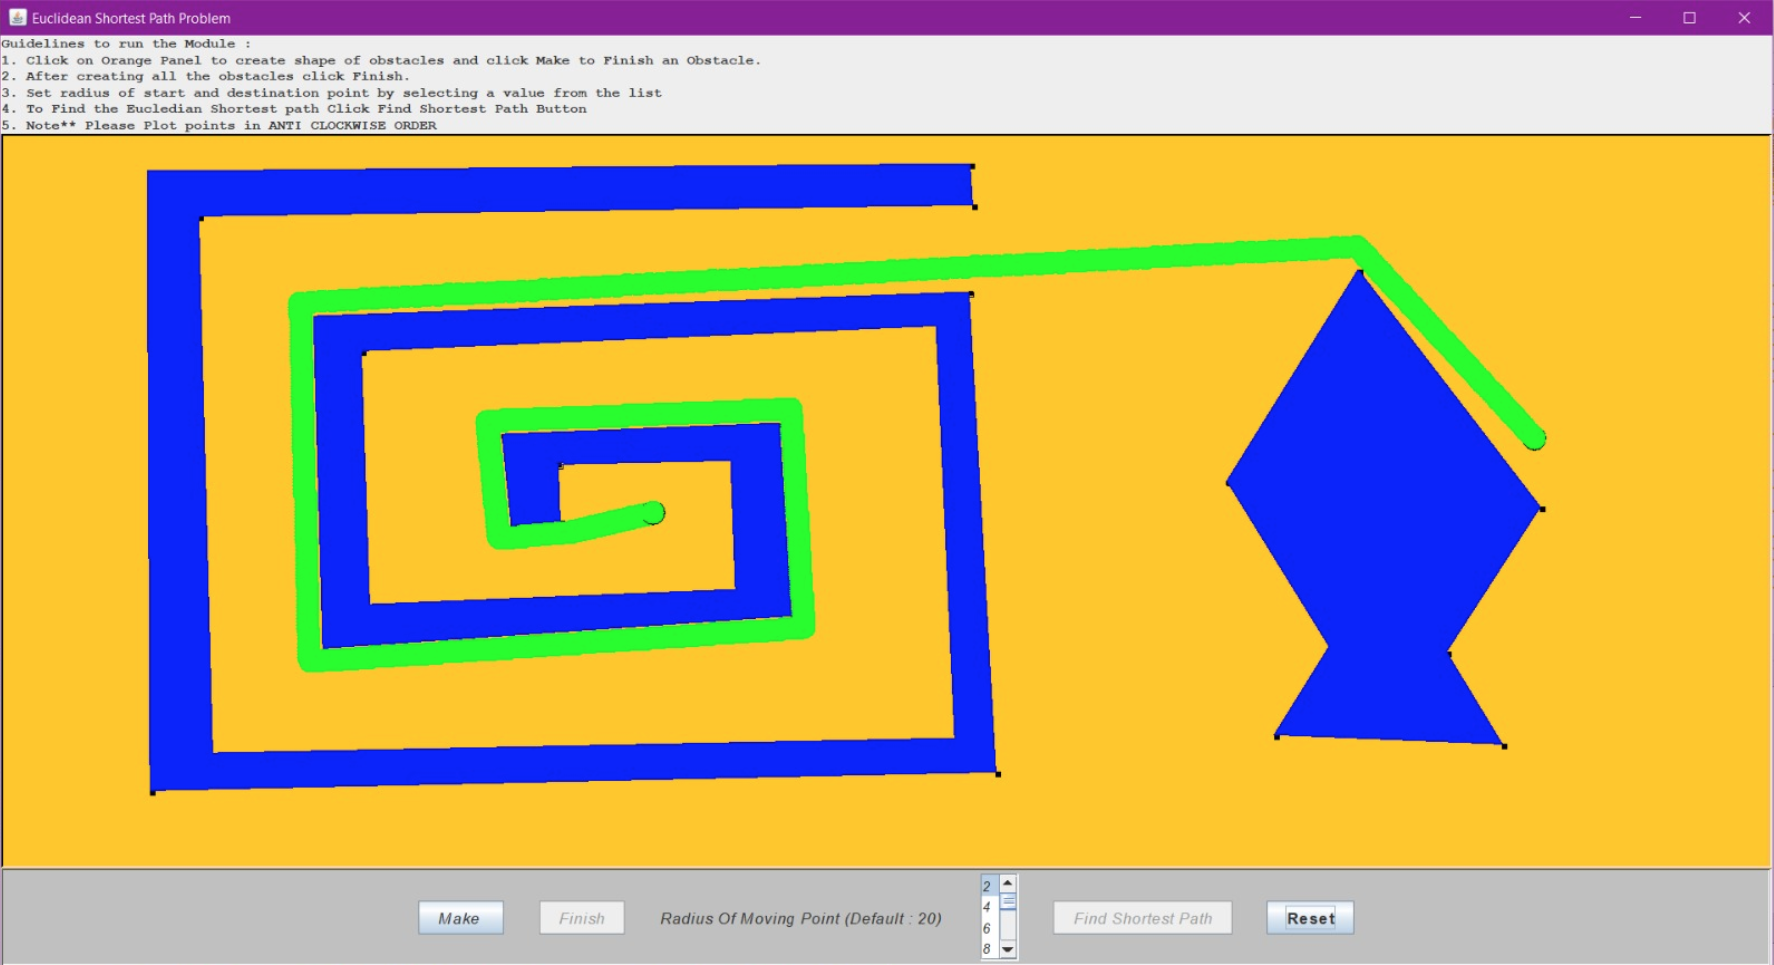 Euclidean Shortest Path Problem
Guidelines to run the Module :
1. Click on Orange Panel to create shape of obstacles and click Make to Finish an Obstacle.
2. After creating all the obstacles click Finish.
3. Set radius of start and destination point by selecting a value from the list
4. To Find the Eucledian Shortest path Click Find Shortest Path Button
5. Note** Please Plot points in ANTI CLOCKWISE ORDER
Make
Finish
Radius Of Moving Point (Default : 20)
2
4
6
8
Find Shortest Path
Reset